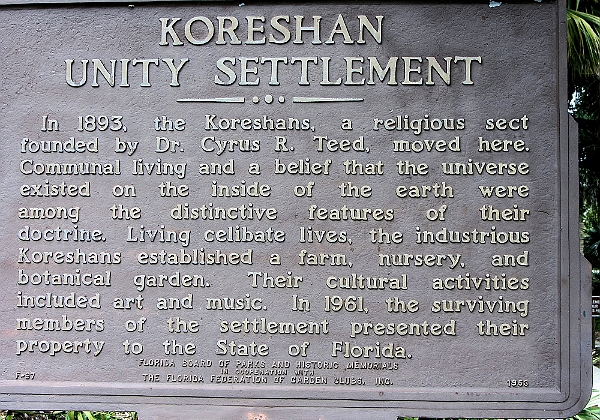 KORESHAN
UNITY SETTLEMENT
In 1893, the Koreshans, a religious sect
founded by Dr. Cyrus R. Teed, moved here.
Communal living and a belief that the universe
existed on the inside of the earth were
among the distinctive features of their
doctrine. Living celibate lives, the industrious
Koreshans established a farm, nursery, and
botanical garden. Their cultural activities
included art and music. In 1961, the surviving
members of the settlement presented their
property to the State of Florida.
FLORIDA BOARD OF PARKS AND HISTORIC MEMORIALS
IN COOPERATION WITH
F-97 THE FLORIDA FEDERATION OF GARDEN CLUBS, INC. 1963